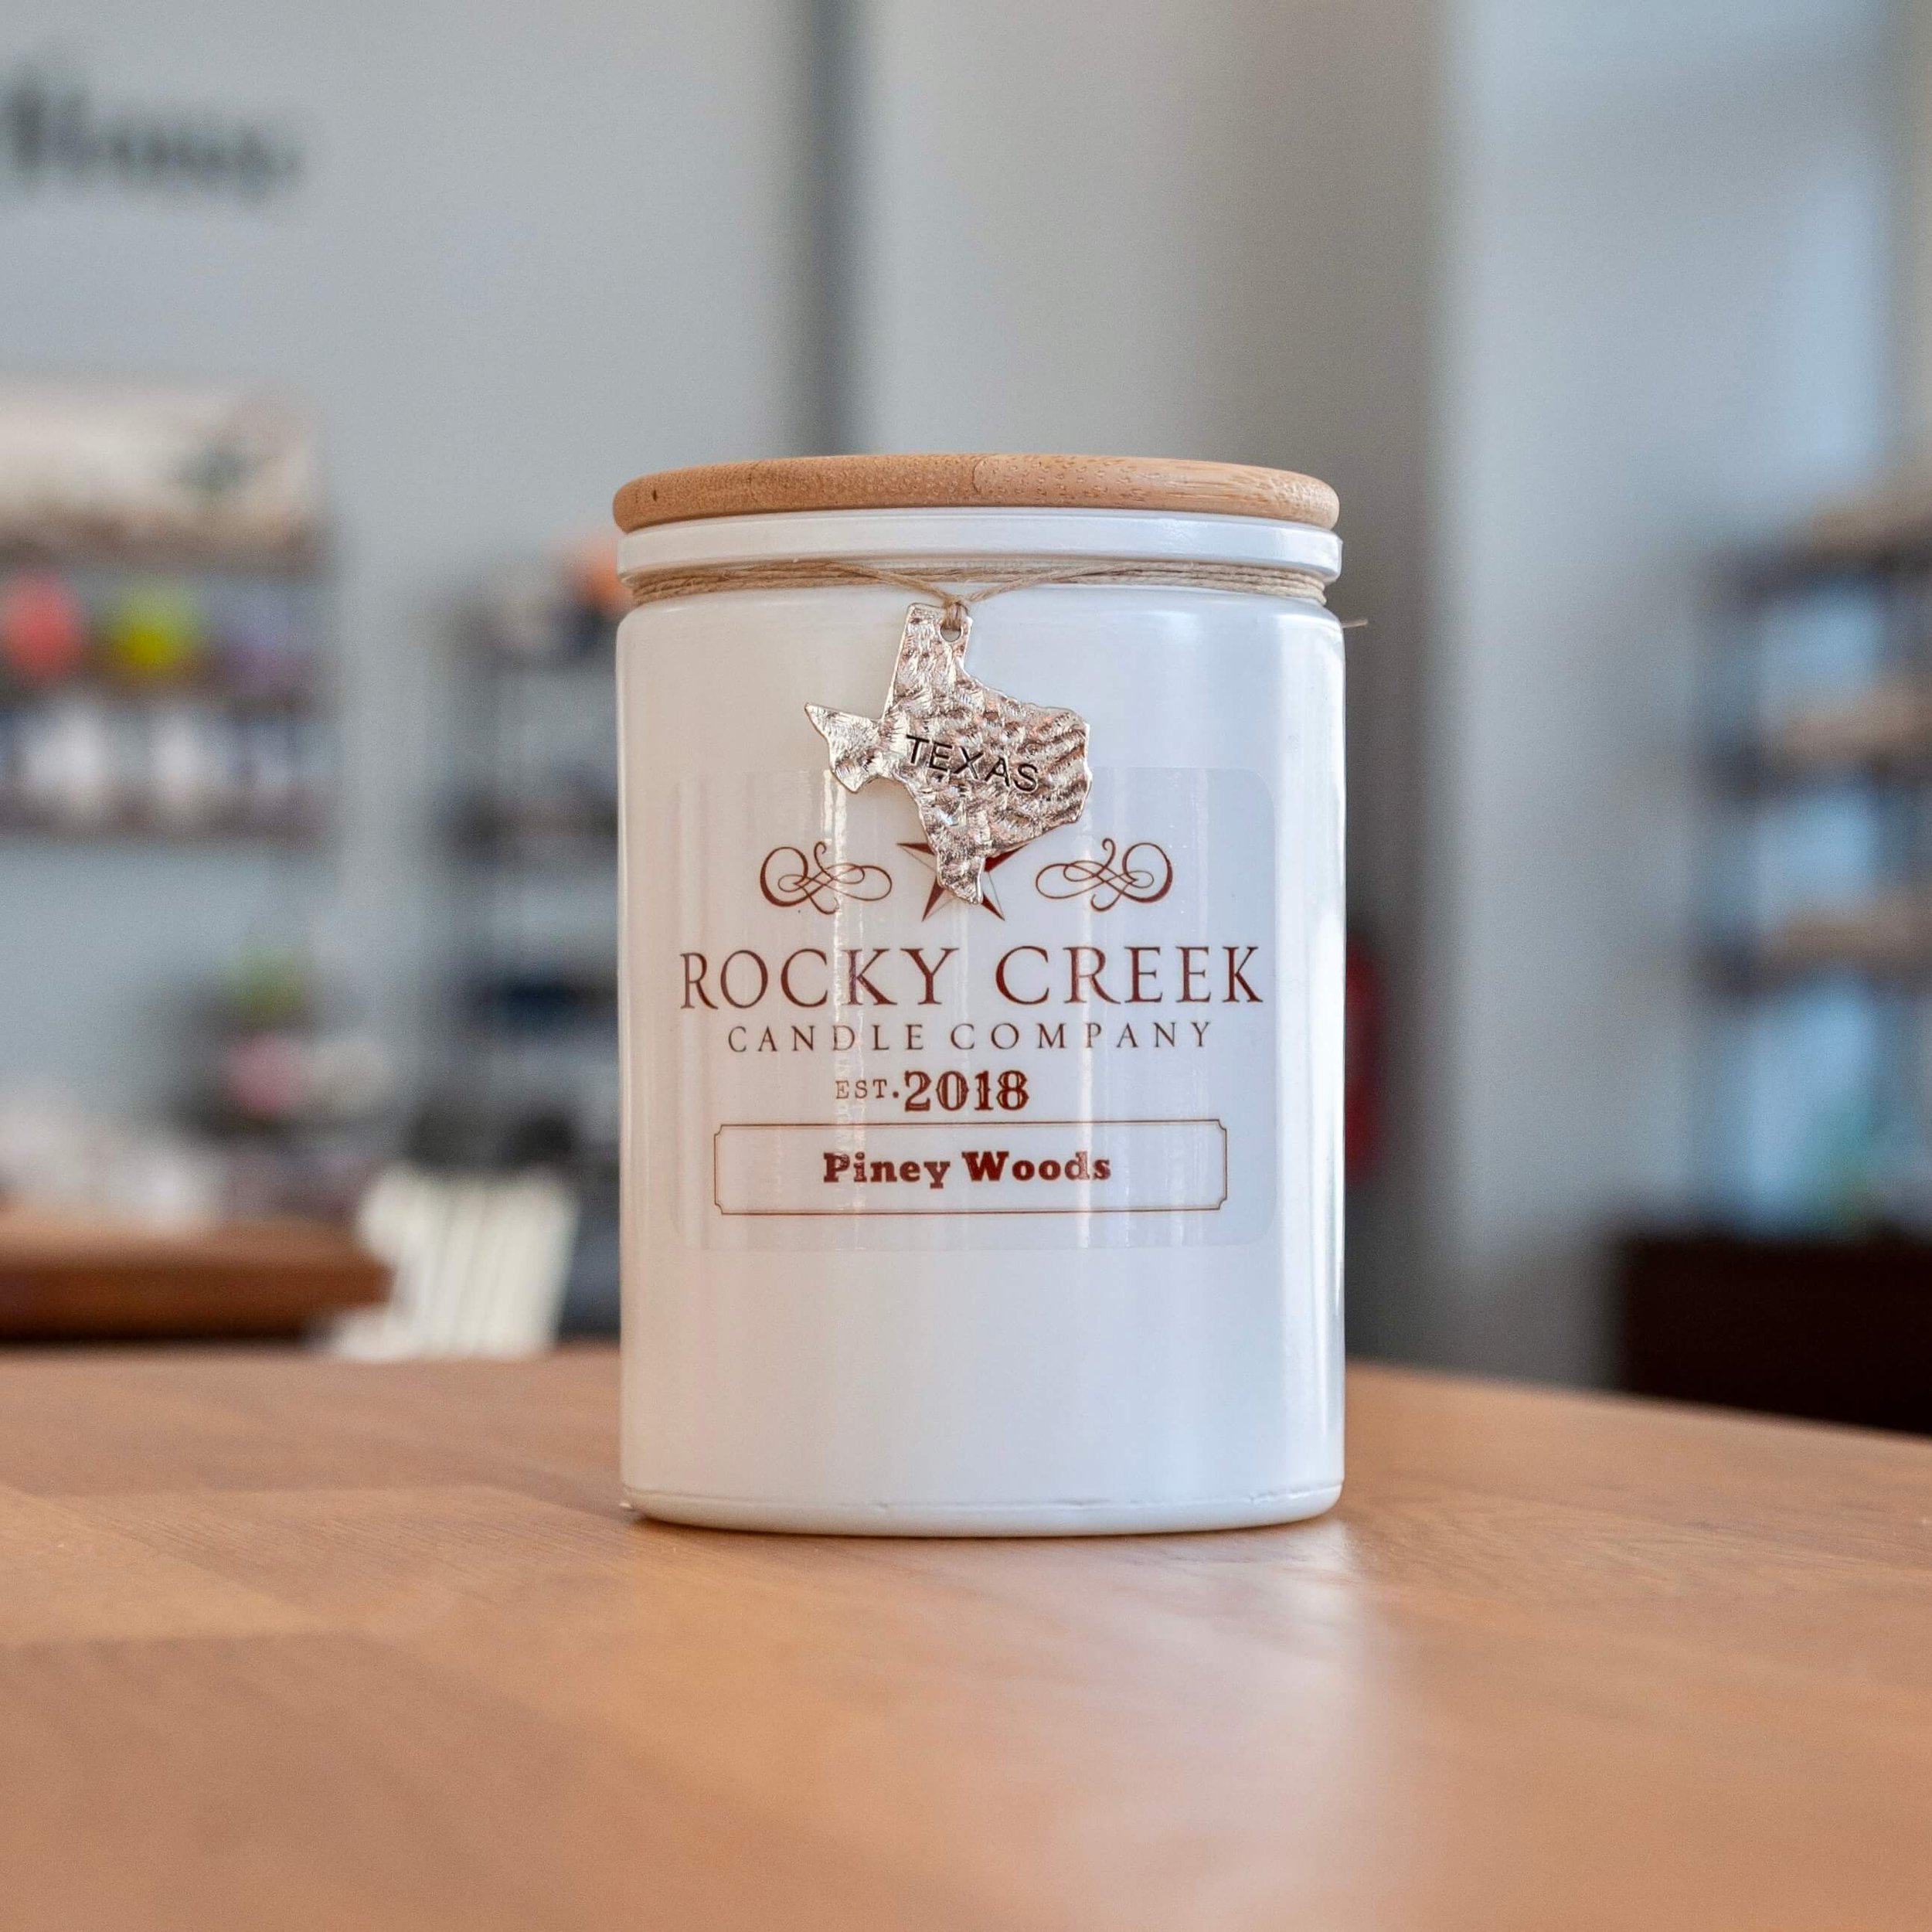 TEXAS
ROCKY CREEK
CANDLE COMPANY
EST. 2018
Piney Woods